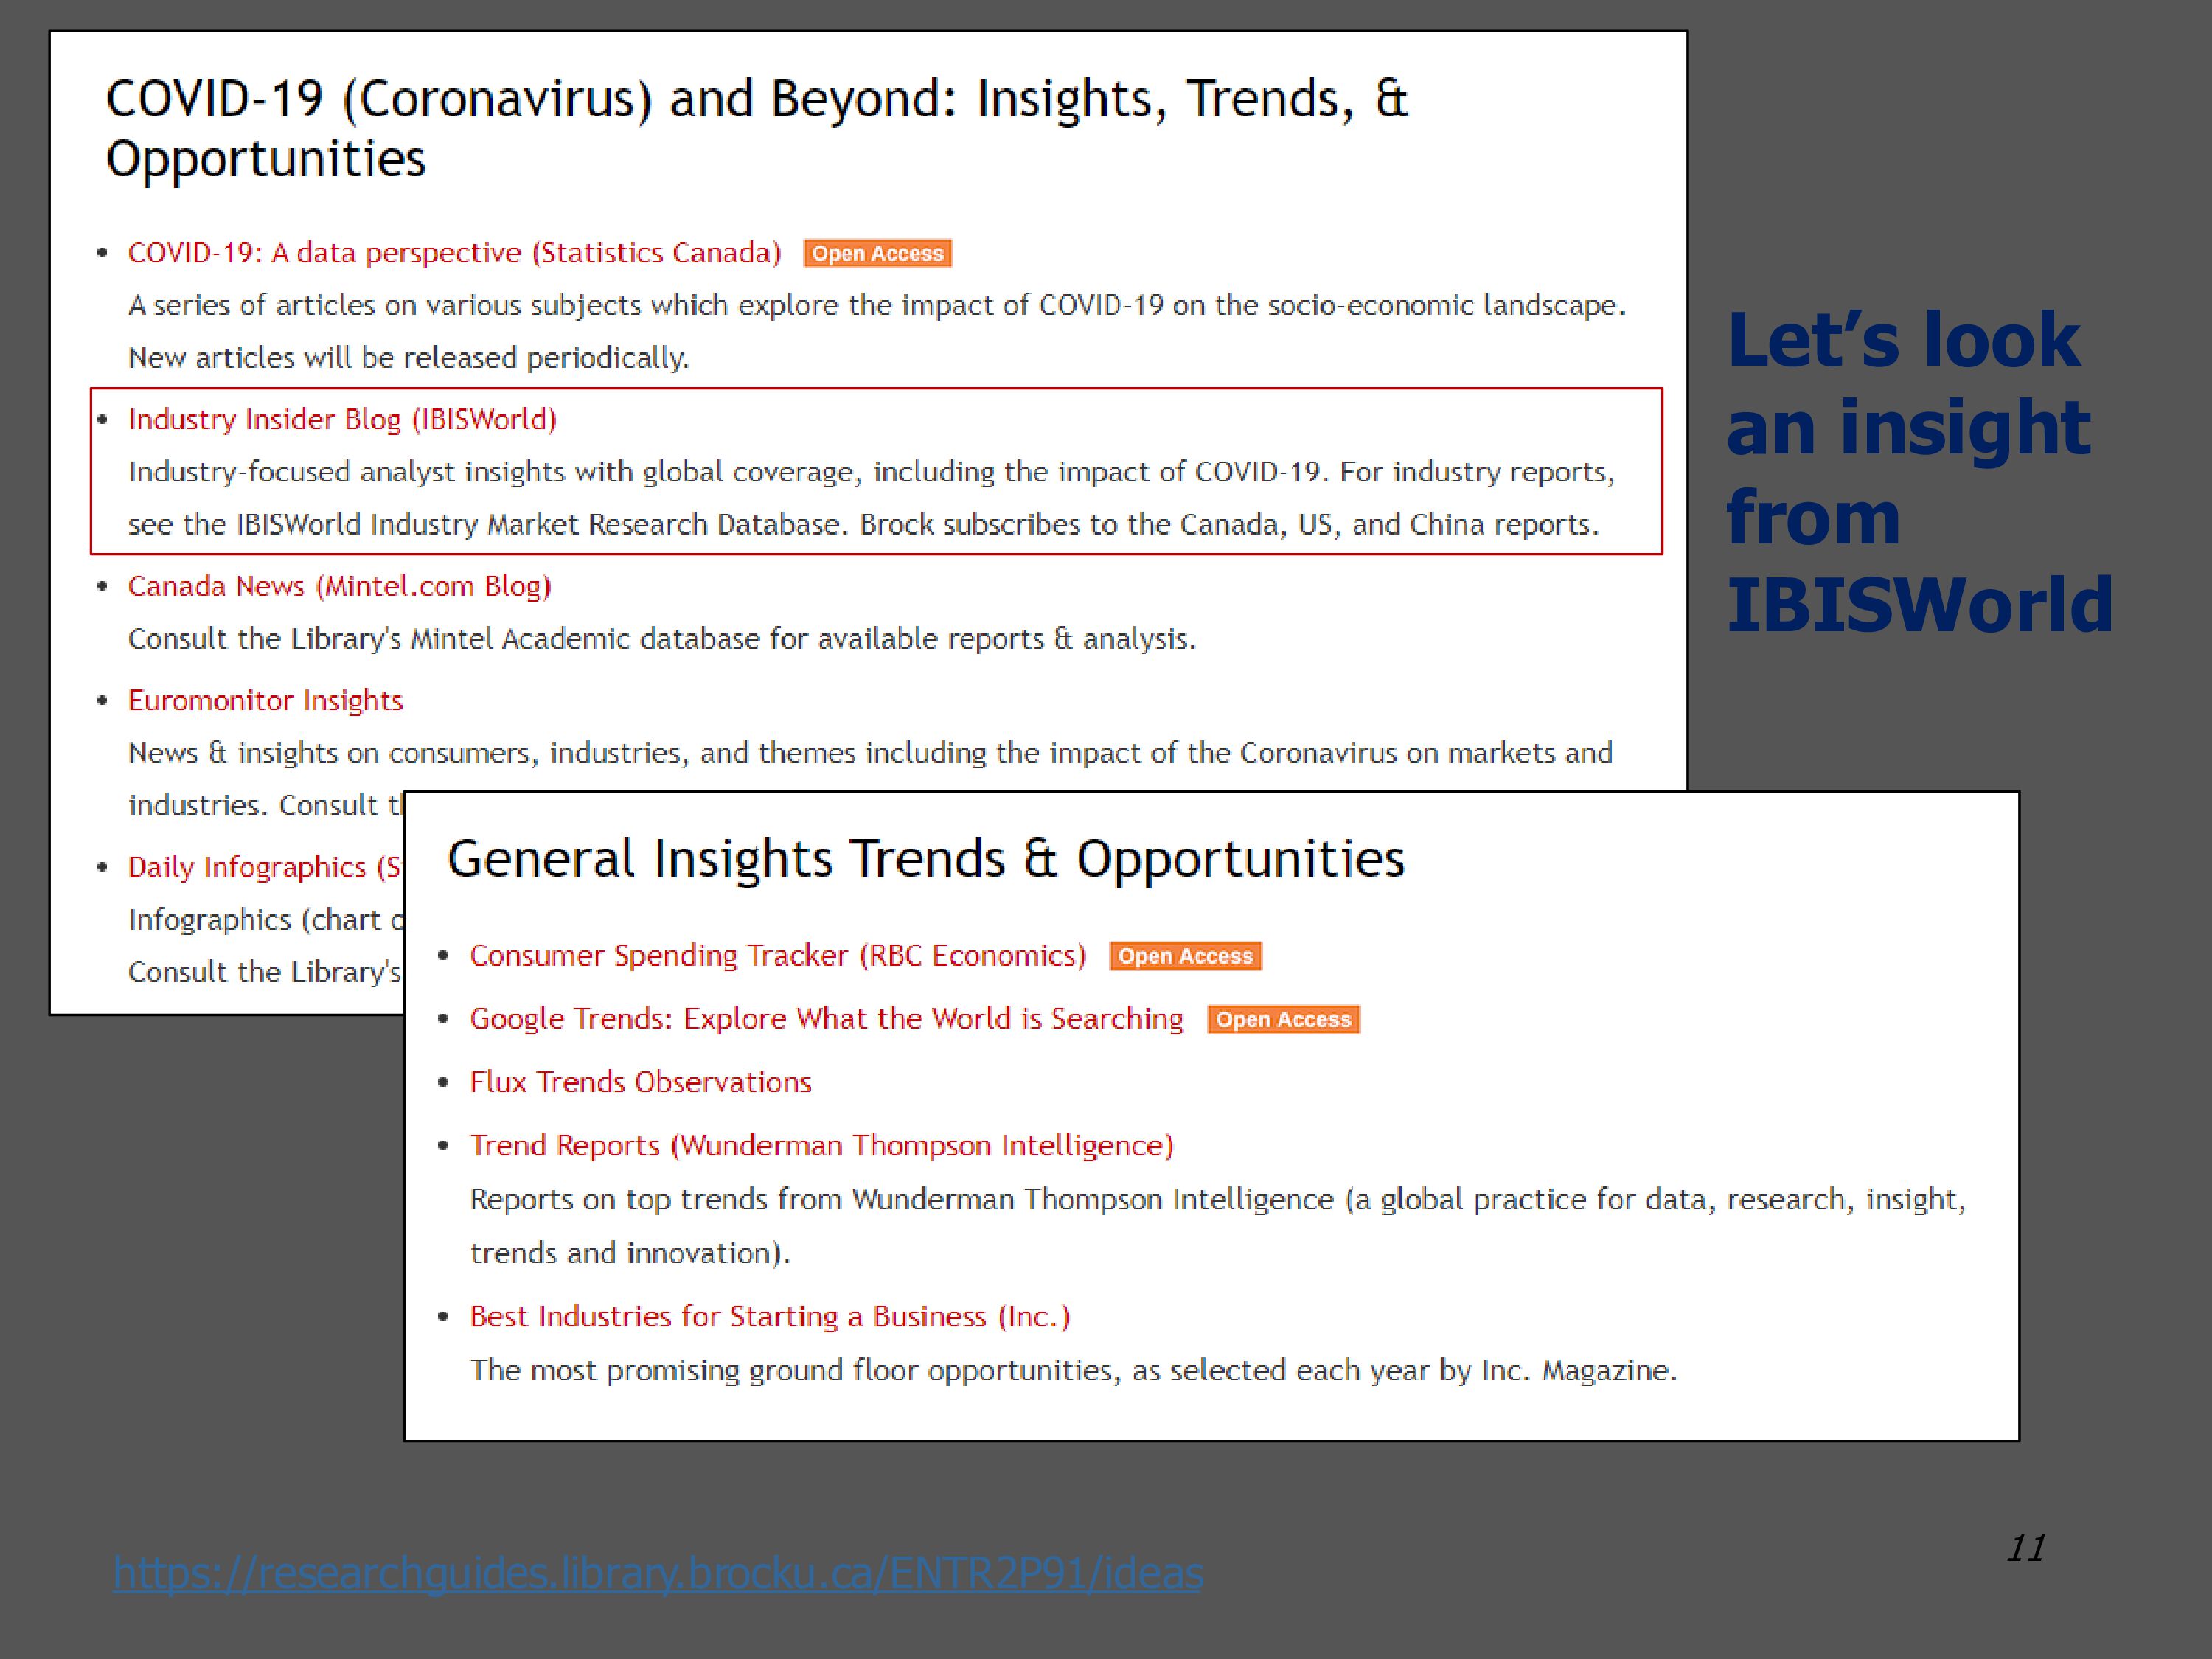 COVID-19 (Coronavirus) and Beyond: Insights, Trends, &
Opportunities
• COVID-19: A data perspective (Statistics Canada) Open Access
A series of articles on various subjects which explore the impact of COVID-19 on the socio-economic landscape.
New articles will be released periodically.
• Industry Insider Blog (IBISWorld)
Industry-focused analyst insights with global coverage, including the impact of COVID-19. For industry reports,
see the IBISWorld Industry Market Research Database. Brock subscribes to the Canada, US, and China reports.
• Canada News (Mintel.com Blog)
Consult the Library's Mintel Academic database for available reports & analysis.
• Euromonitor Insights
News & insights on consumers, industries, and themes including the impact of the Coronavirus on markets and
industries. Consult
• Daily Infographics
Infographics (chart
Consult the Library's
Let’s look
an insight
from
IBISWorld
General Insights Trends & Opportunities
• Consumer Spending Tracker (RBC Economics) Open Access
• Google Trends: Explore What the World is Searching Open Access
• Flux Trends Observations
• Trend Reports (Wunderman Thompson Intelligence)
Reports on top trends from Wunderman Thompson Intelligence (a global practice for data, research, insight,
trends and innovation).
• Best Industries for Starting a Business (Inc.)
The most promising ground floor opportunities, as selected each year by Inc. Magazine.
https://researchguides.library.brocku.ca/ENTR2P91/ideas
11